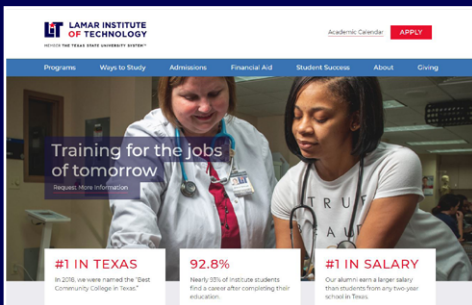 LAMAR INSTITUTE
OF TECHNOLOGY
MEMBER THE TEXAS STATE UNIVERSITY SYSTEM™
Academic Calendar
APPLY
Programs Ways to Study Admissions Financial Aid Student Success About Giving
Training for the jobs
of tomorrow
Request More Information
TRUE
BEAU
#1 IN TEXAS
In 2018, we were named the "Best
Community College in Texas."
92.8%
Nearly 93% of Institute students
find a career after completing their
education.
#1 IN SALARY
Our alumni earn a larger salary
than students from any two-year
school in Texas.